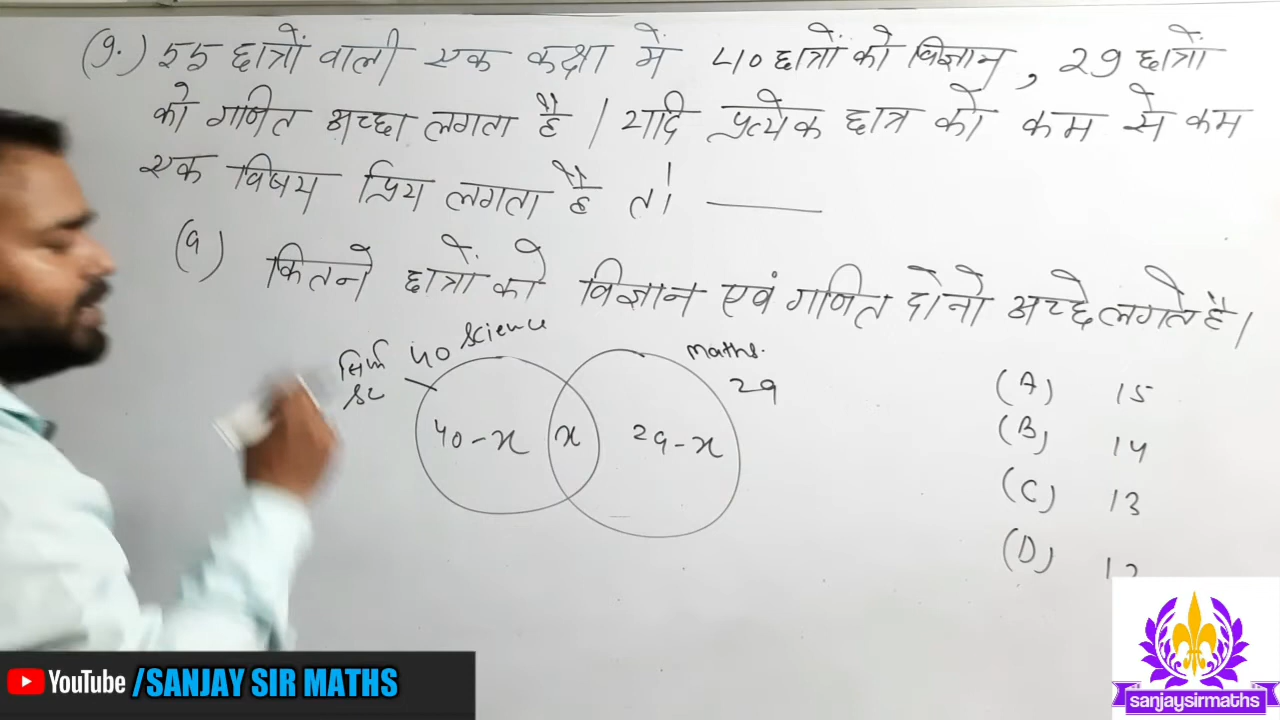 (9.) 55 छात्रों वाली एक कक्षा में 40 छात्रों को विज्ञान, 29 छात्रों
को गणित अच्छा लगता है। यदि प्रत्येक छात्र को कम से कम
एक विषय प्रिय लगता है तो ____
(a) कितने छात्रों को विज्ञान एवं गणित दोनो अच्छे लगते है।
सिर्फ 40 Science
SC
maths.
29
40-x x 29-x
(A) 15
(B) 14
(C) 13
(D) 12
YouTube /SANJAY SIR MATHS
sanjaysirmaths